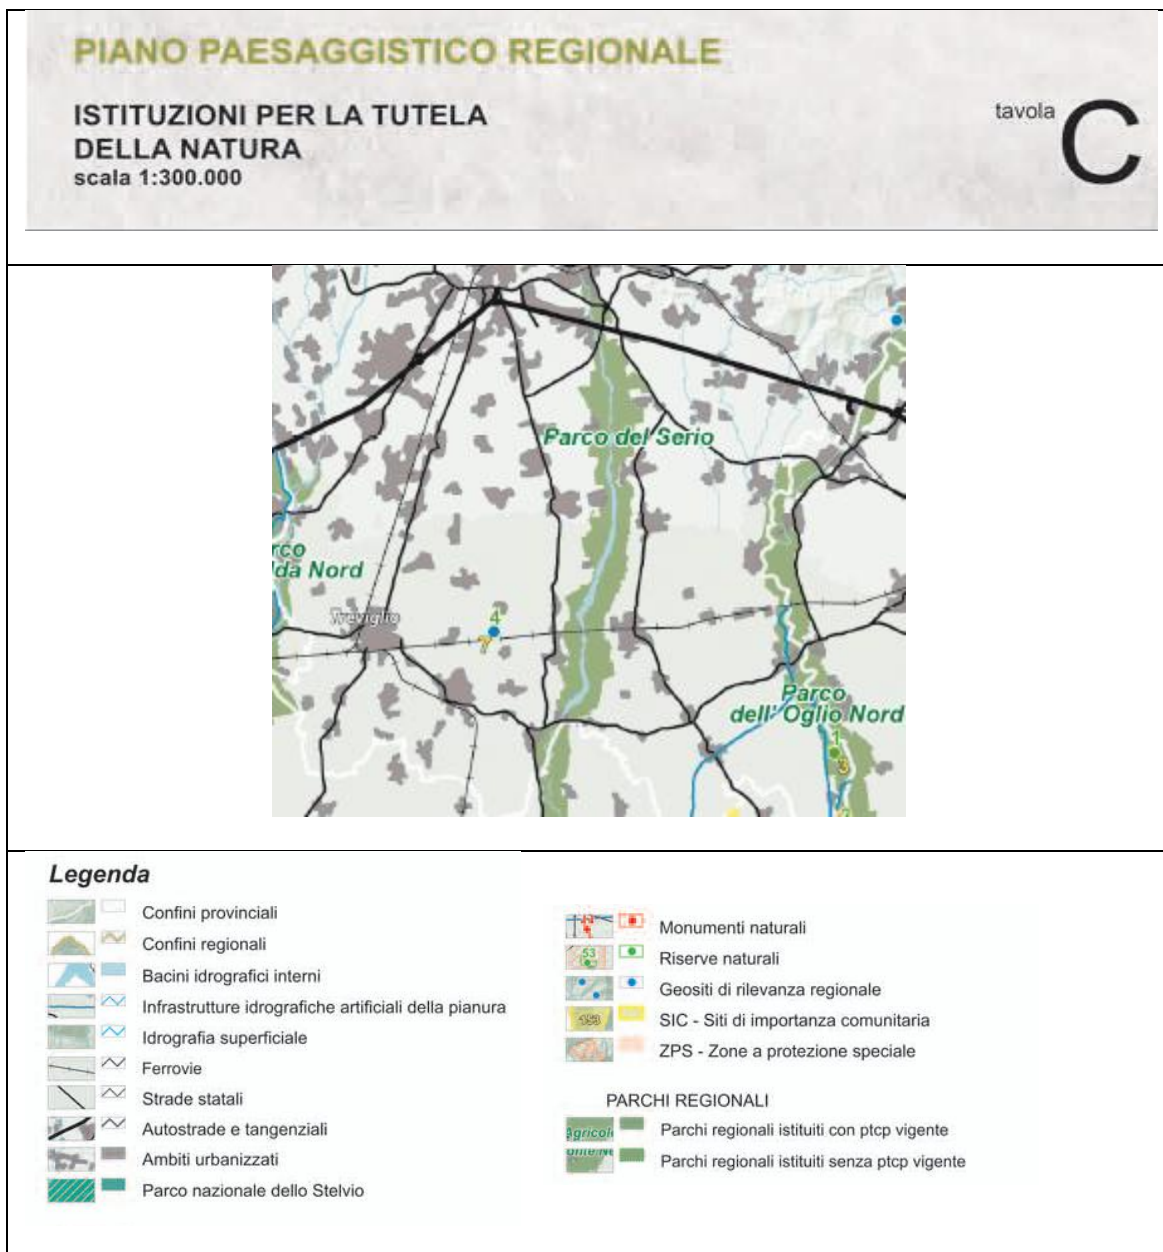 PIANO PAESAGGISTICO REGIONALE
ISTITUZIONI PER LA TUTELA
DELLA NATURA
scala 1:300.000
tavola C
Parco del Serio
rco
da Nord
Treviglio
4
7
Parco
dell' Oglio Nord
1
3
Legenda
Confini provinciali
Confini regionali
Bacini idrografici interni
Infrastrutture idrografiche artificiali della pianura
Idrografia superficiale
Ferrovie
Strade statali
Autostrade e tangenziali
Ambiti urbanizzati
Parco nazionale dello Stelvio
Monumenti naturali
53
Riserve naturali
Geositi di rilevanza regionale
153
SIC - Siti di importanza comunitaria
ZPS - Zone a protezione speciale
PARCHI REGIONALI
Agricol
Parchi regionali istituiti con ptcp vigente
Parchi regionali istituiti senza ptcp vigente